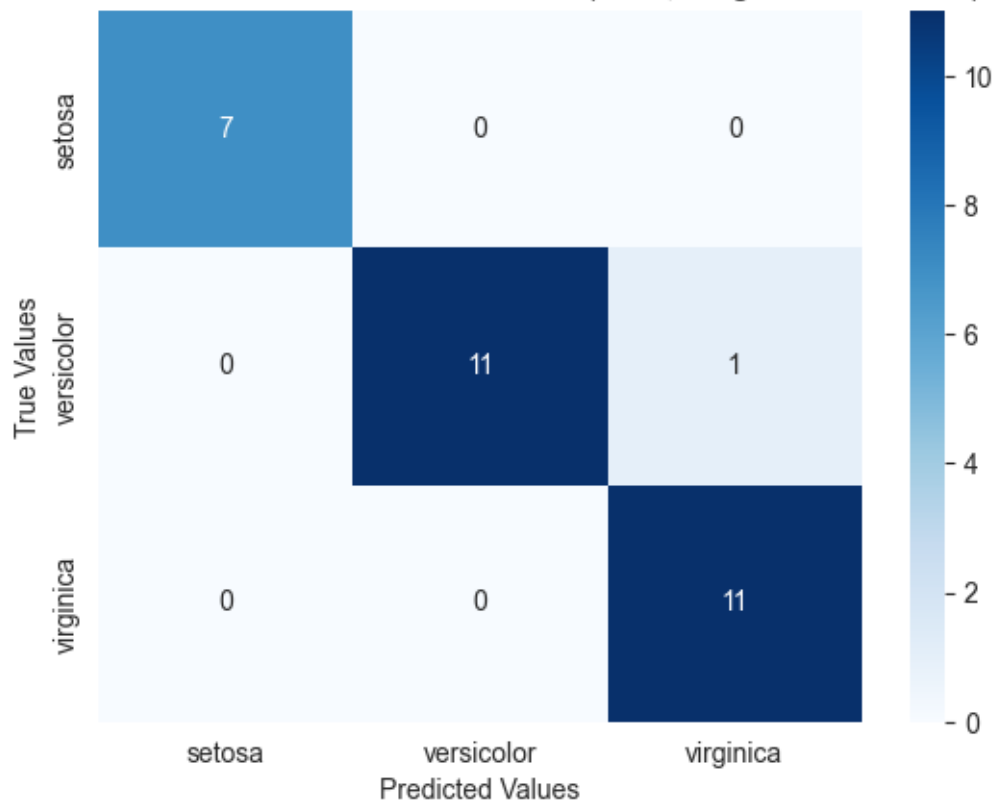 setosa
7 0 0
10
8
True Values
versicolor
0 11 1
6
4
virginica
0 0 11
2
0
setosa versicolor virginica
Predicted Values